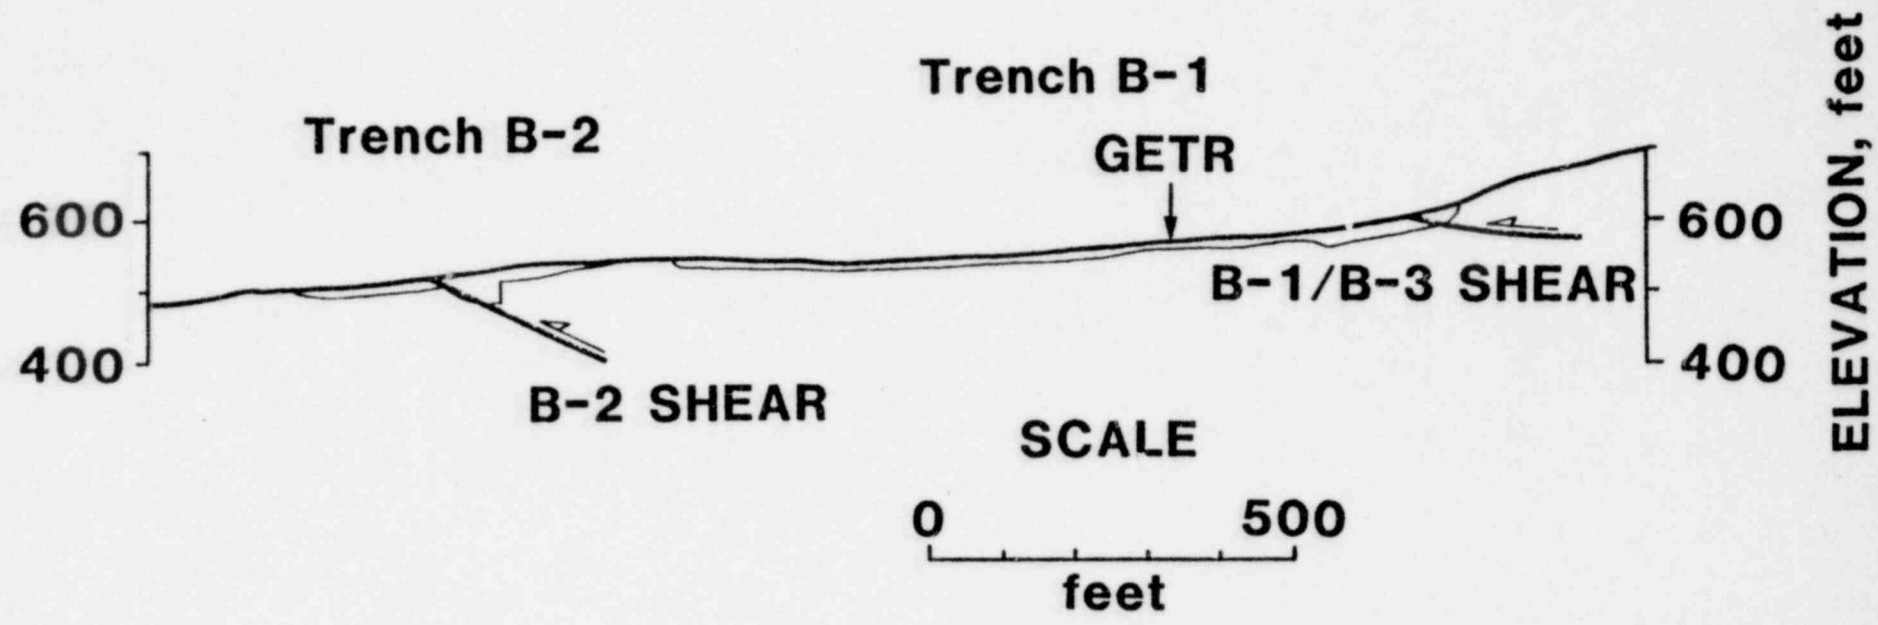 Trench B-1
Trench B-2
GETR
600
400
600
400
B-1/B-3 SHEAR
B-2 SHEAR
ELEVATION, feet
SCALE
0 500
feet